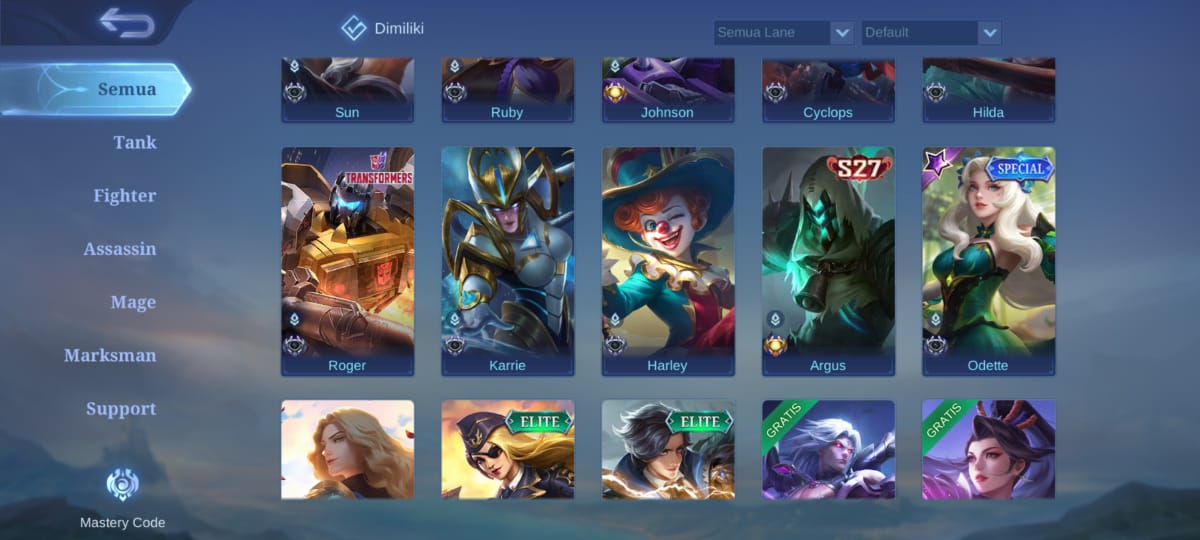 Dimiliki
Semua Lane
Default
Semua
Tank
Fighter
Assassin
Mage
Marksman
Support
Mastery Code
Sun
Ruby
Johnson
Cyclops
Hilda
TRANSFORMERS
S27
SPECIAL
Roger
Karrie
Harley
Argus
Odette
ELITE
ELITE
GRATIS
GRATIS